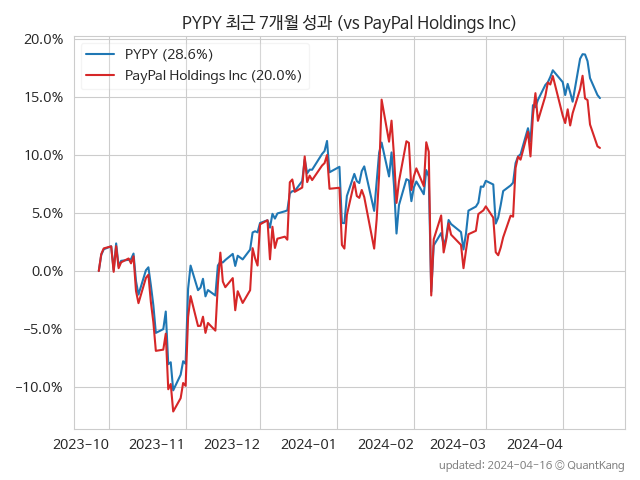 PYPY 최근 7개월 성과 (vs PayPal Holdings Inc)
20.0%
15.0%
10.0%
5.0%
0.0%
−5.0%
−10.0%
PYPY (28.6%)
PayPal Holdings Inc (20.0%)
2023-10 2023-11 2023-12 2024-01 2024-02 2024-03 2024-04
updated: 2024-04-16 © QuantKang